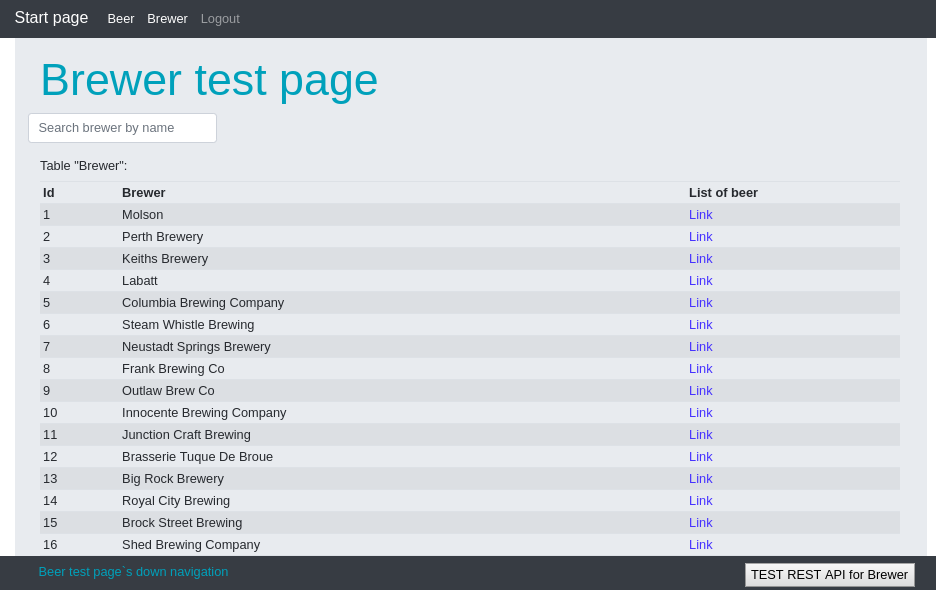 Start page Beer Brewer Logout
Brewer test page
Search brewer by name
Table "Brewer":
Id Brewer List of beer
1 Molson Link
2 Perth Brewery Link
3 Keiths Brewery Link
4 Labatt Link
5 Columbia Brewing Company Link
6 Steam Whistle Brewing Link
7 Neustadt Springs Brewery Link
8 Frank Brewing Co Link
9 Outlaw Brew Co Link
10 Innocente Brewing Company Link
11 Junction Craft Brewing Link
12 Brasserie Tuque De Broue Link
13 Big Rock Brewery Link
14 Royal City Brewing Link
15 Brock Street Brewing Link
16 Shed Brewing Company Link
Beer test page`s down navigation TEST REST API for Brewer